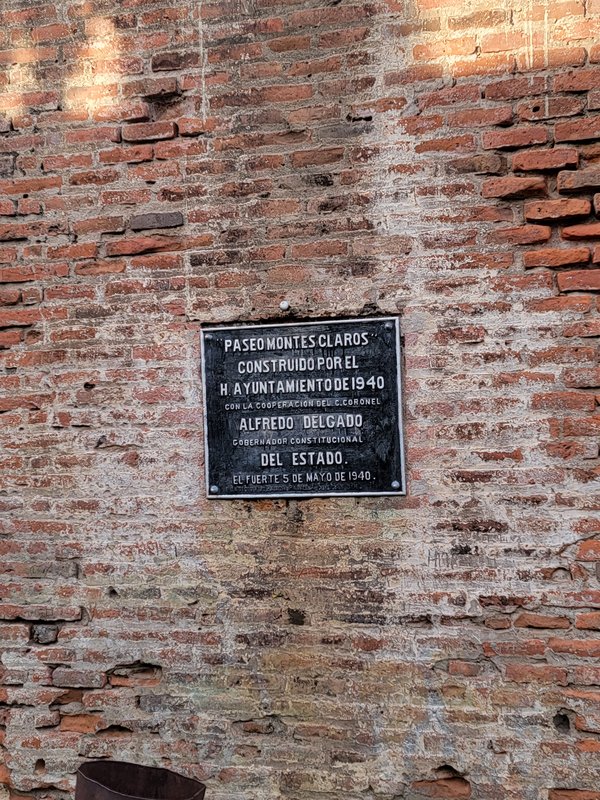 "PASEO MONTES CLAROS"
CONSTRUIDO POR EL
H. AYUNTAMIENTO DE 1940
CON LA COOPERACION DEL C. CORONEL
ALFREDO DELGADO
GOBERNADOR CONSTITUCIONAL
DEL ESTADO.
EL FUERTE 5 DE MAYO DE 1940.